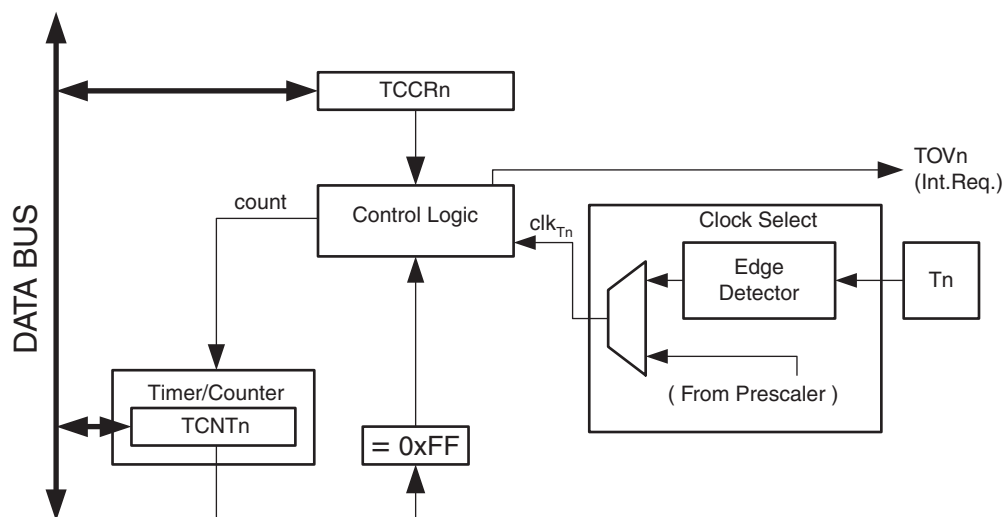 TCCRn
TOVn
(Int.Req.)
count
Control Logic
clkTn
Clock Select
Edge
Detector
Tn
DATA BUS
Timer/Counter
TCNTn
= 0xFF
( From Prescaler )